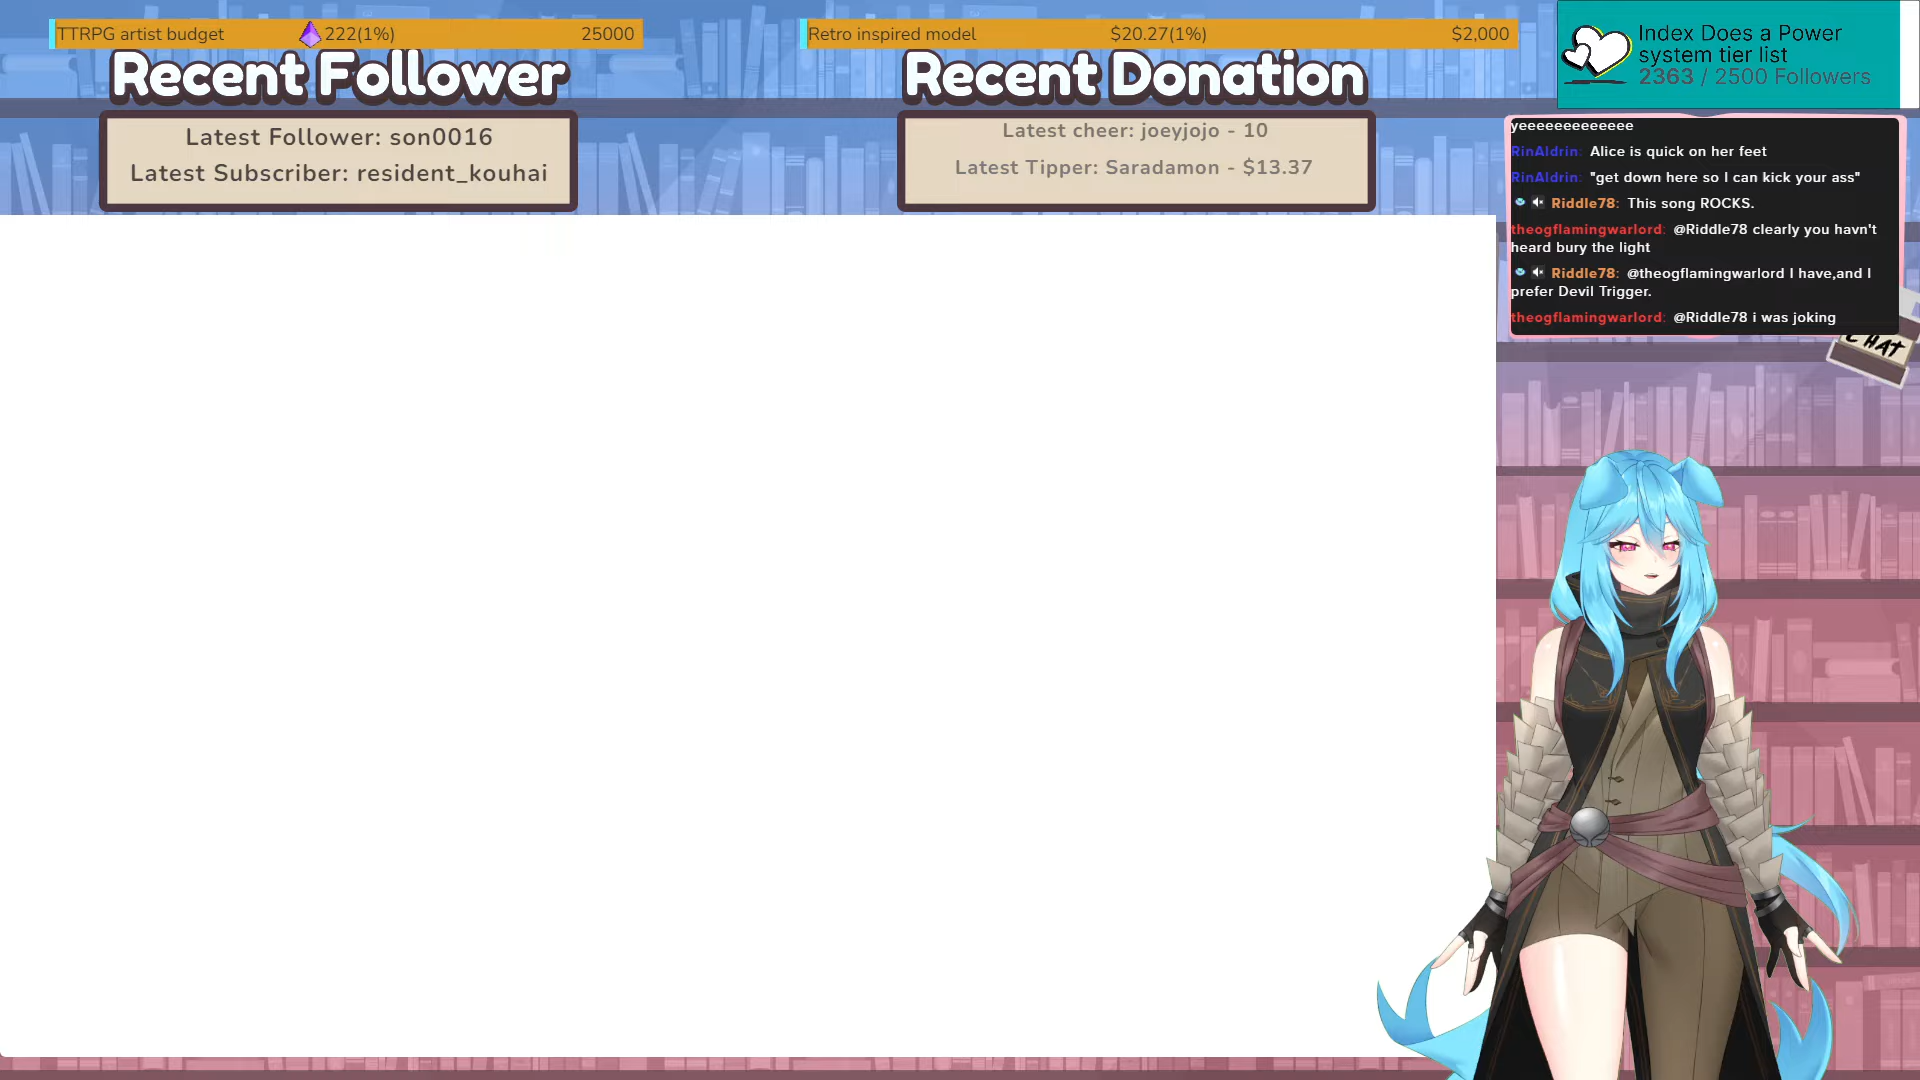 TTRPG artist budget 222(1%) 25000
Retro inspired model $20.27(1%) $2,000
Index Does a Power
system tier list
2363 / 2500 Followers
Recent Follower
Recent Donation
Latest Follower: son0016
Latest Subscriber: resident_kouhai
Latest cheer: joeyjojo - 10
Latest Tipper: Saradamon - $13.37
yeeeeeeeeeeeee
RinAldrin: Alice is quick on her feet
RinAldrin: "get down here so I can kick your ass"
Riddle78: This song ROCKS.
theogflamingwarlord: @Riddle78 clearly you havn't
heard bury the light
Riddle78: @theogflamingwarlord I have,and I
prefer Devil Trigger.
theogflamingwarlord: @Riddle78 i was joking
CHAT